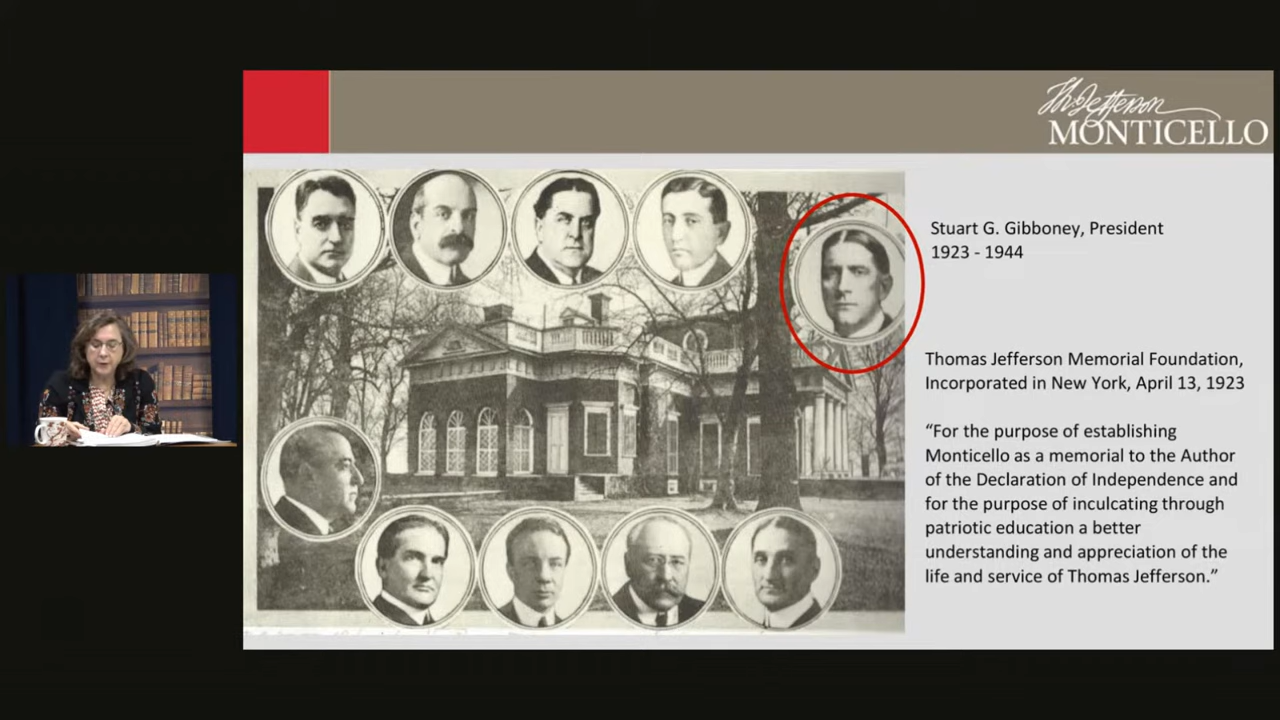 Th. Jefferson
MONTICELLO
Stuart G. Gibboney, President
1923 - 1944
Thomas Jefferson Memorial Foundation,
Incorporated in New York, April 13, 1923
“For the purpose of establishing
Monticello as a memorial to the Author
of the Declaration of Independence and
for the purpose of inculcating through
patriotic education a better
understanding and appreciation of the
life and service of Thomas Jefferson.”